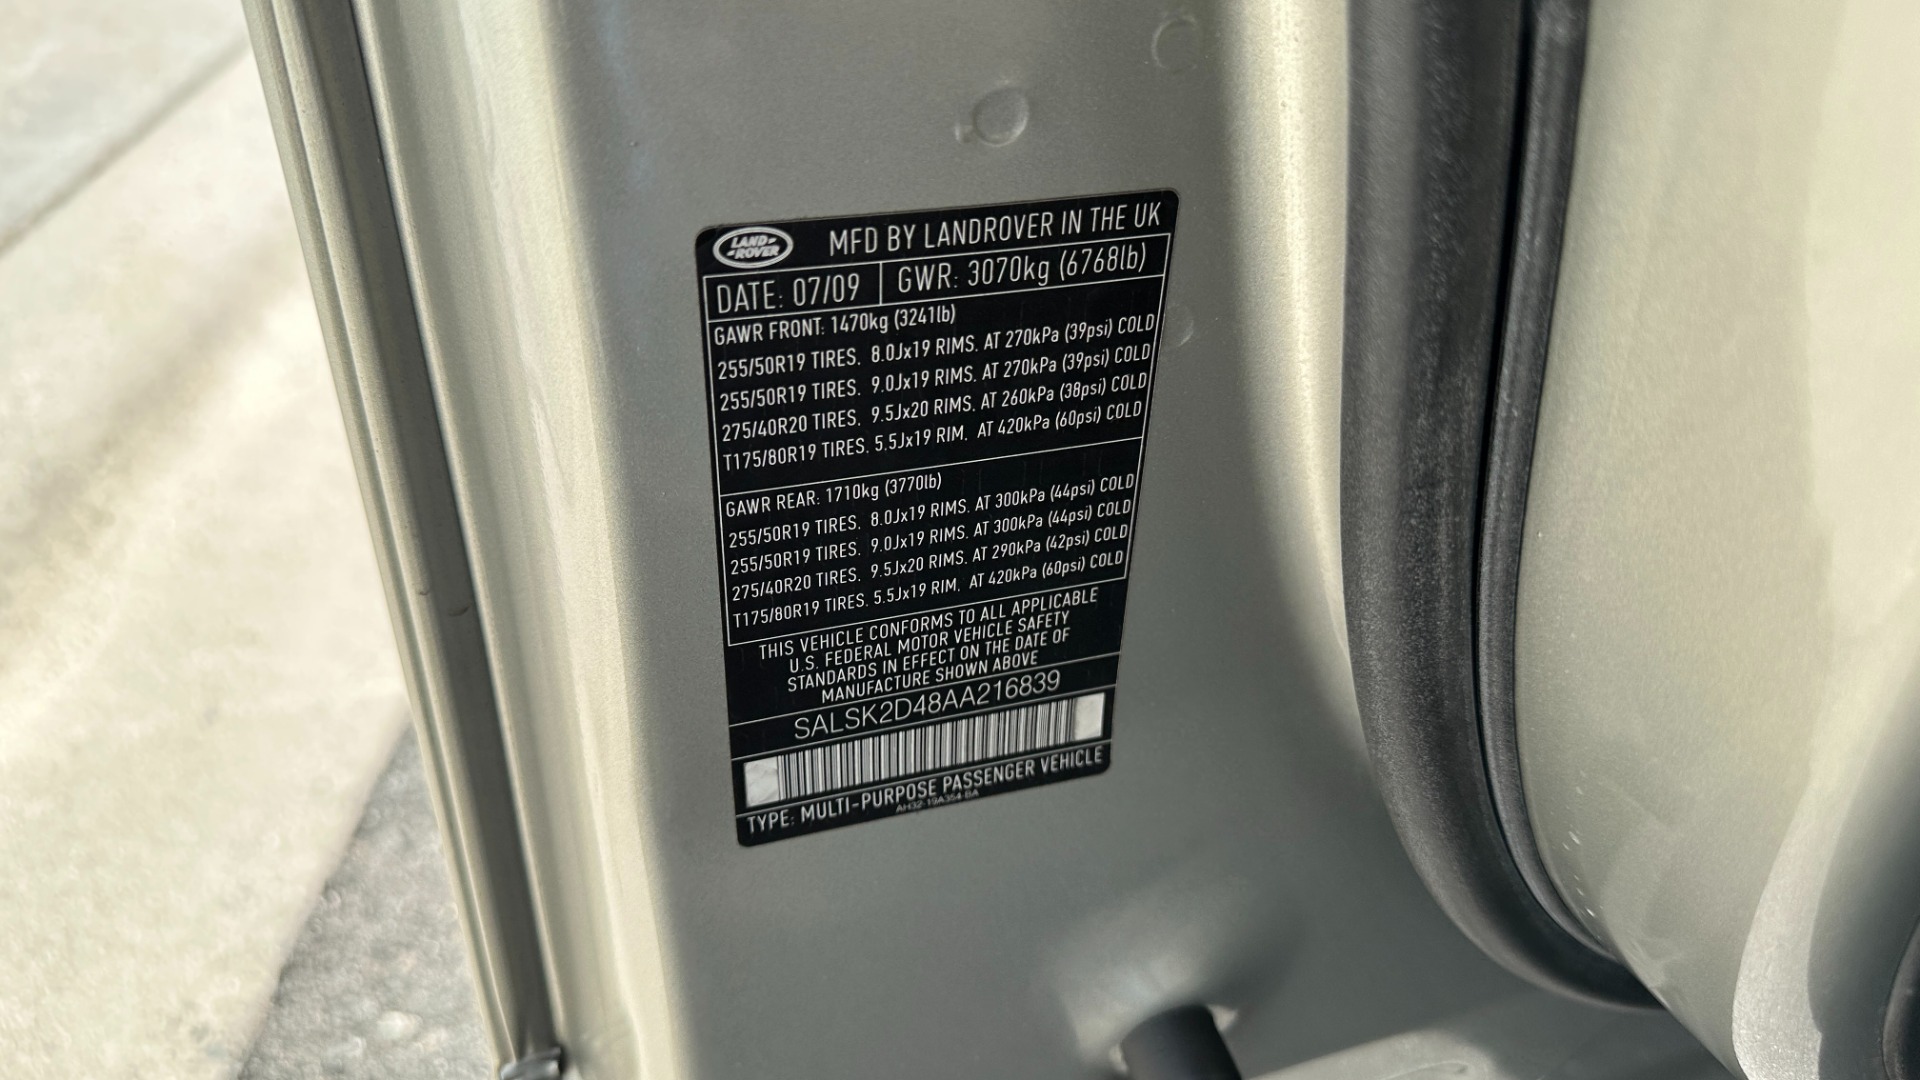 LAND-
-ROVER
MFD BY LANDROVER IN THE UK
DATE: 07/09 GWR: 3070kg (6768lb)
GAWR FRONT: 1470kg (3241lb)
255/50R19 TIRES. 8.0Jx19 RIMS. AT 270kPa (39psi) COLD
255/50R19 TIRES. 9.0Jx19 RIMS. AT 270kPa (39psi) COLD
275/40R20 TIRES. 9.5Jx20 RIMS. AT 260kPa (38psi) COLD
T175/80R19 TIRES. 5.5Jx19 RIM. AT 420kPa (60psi) COLD
GAWR REAR: 1710kg (3770lb)
255/50R19 TIRES. 8.0Jx19 RIMS. AT 300kPa (44psi) COLD
255/50R19 TIRES. 9.0Jx19 RIMS. AT 300kPa (44psi) COLD
275/40R20 TIRES. 9.5Jx20 RIMS. AT 290kPa (42psi) COLD
T175/80R19 TIRES. 5.5Jx19 RIM. AT 420kPa (60psi) COLD
THIS VEHICLE CONFORMS TO ALL APPLICABLE
U.S. FEDERAL MOTOR VEHICLE SAFETY
STANDARDS IN EFFECT ON THE DATE OF
MANUFACTURE SHOWN ABOVE
SALSK2D48AA216839
TYPE: MULTI-PURPOSE PASSENGER VEHICLE
AH32-19A354-BA